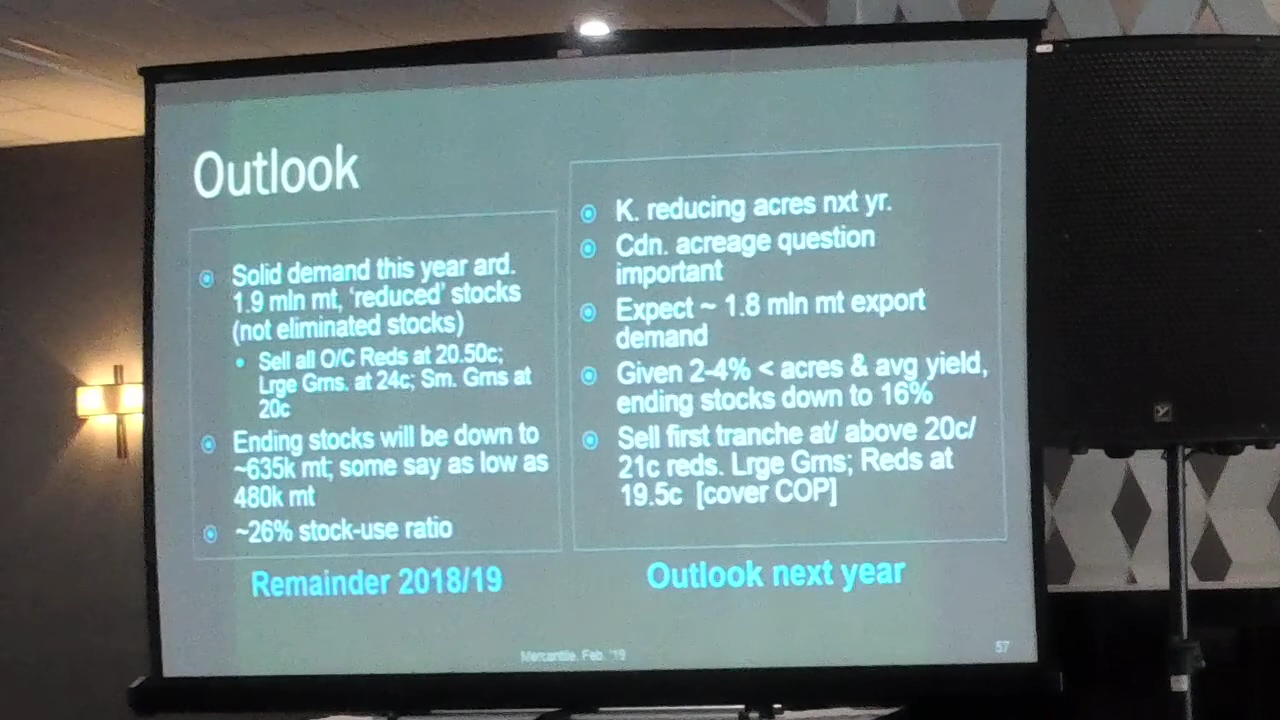 Outlook
Solid demand this year ard.
1.9 mln mt, ‘reduced’ stocks
(not eliminated stocks)
Sell all O/C Reds at 20.50c;
Lrge Grns. at 24c; Sm. Grns at
20c
Ending stocks will be down to
~635k mt; some say as low as
480k mt
~26% stock-use ratio
Remainder 2018/19
K. reducing acres nxt yr.
Cdn. acreage question
important
Expect ~ 1.8 mln mt export
demand
Given 2-4% < acres & avg yield,
ending stocks down to 16%
Sell first tranche at/ above 20c/
21c reds. Lrge Grns; Reds at
19.5c [cover COP]
Outlook next year
Mercantile. Feb. '19
57